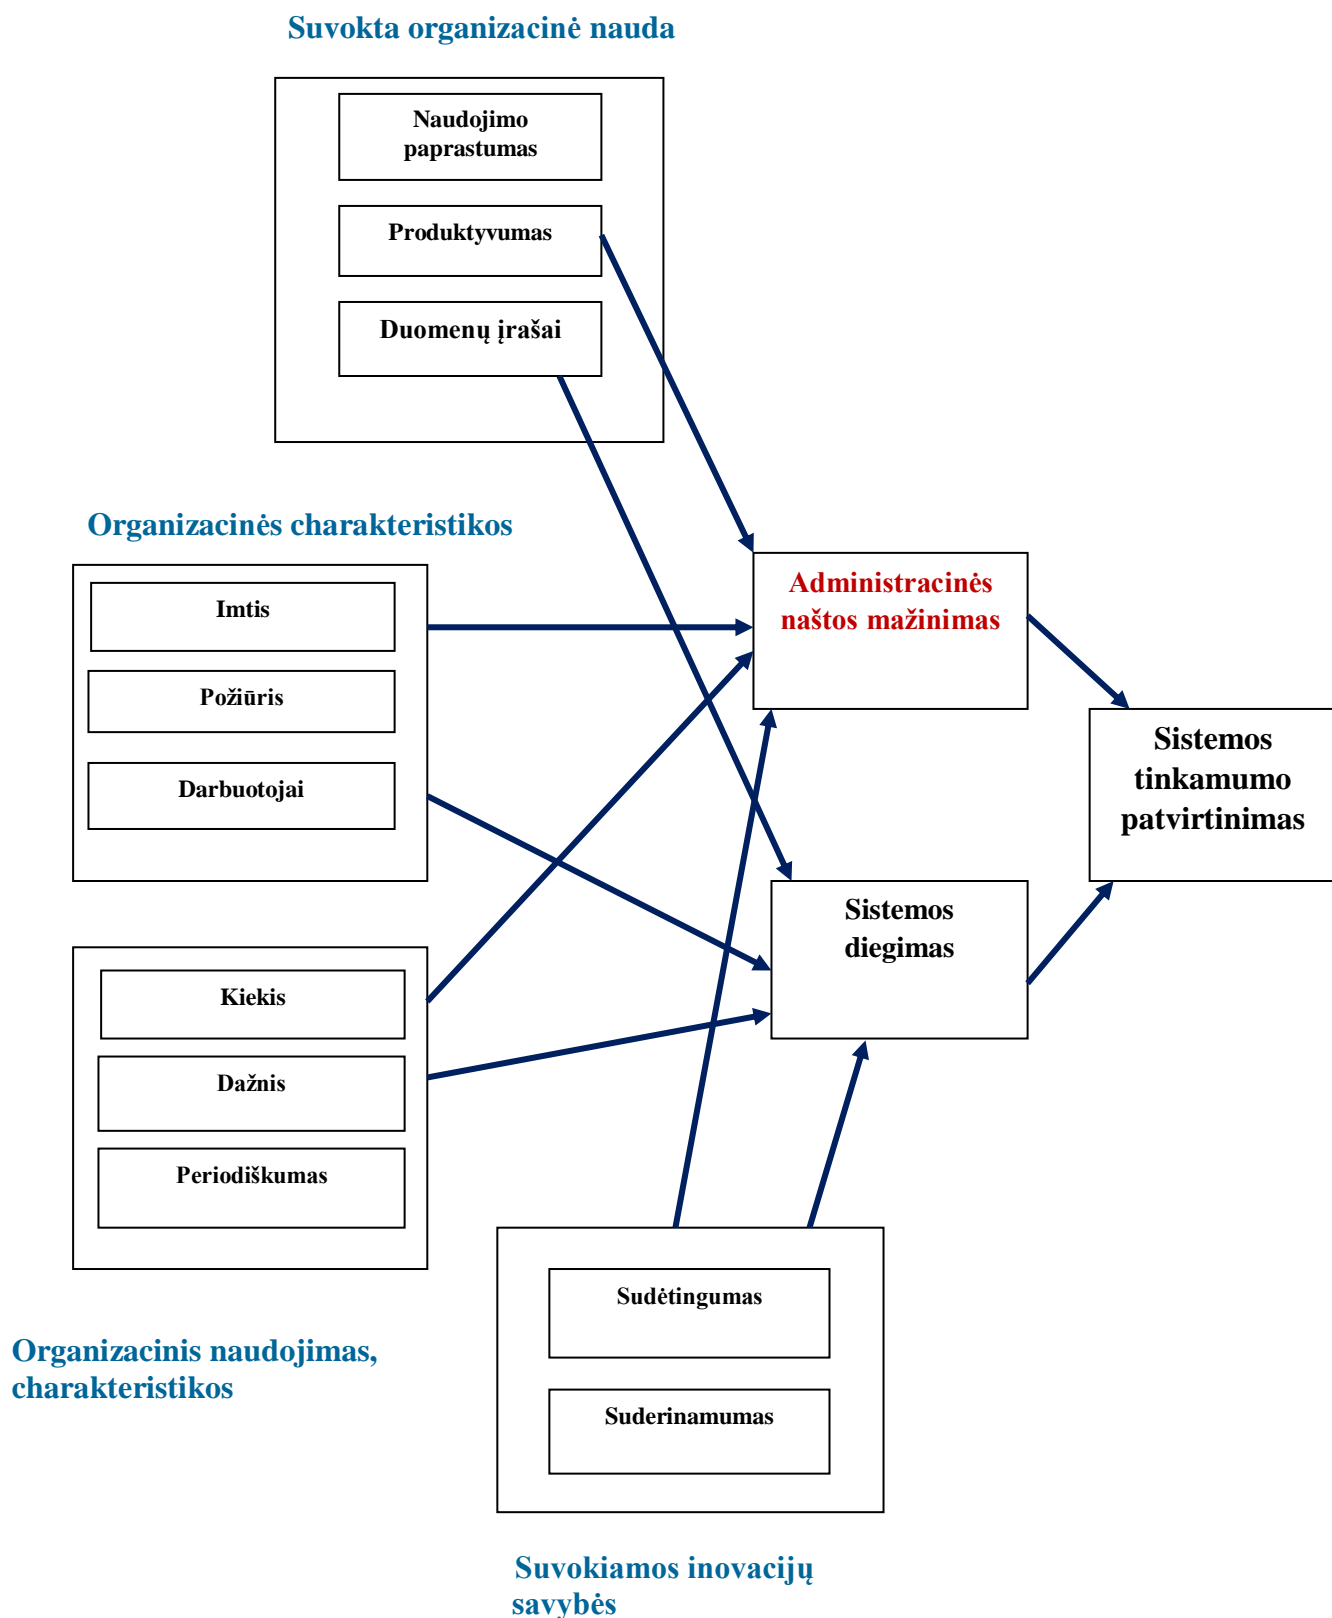 Suvokta organizacinė nauda
Naudojimo
paprastumas
Produktyvumas
Duomenų įrašai
Organizacinės charakteristikos
Imtis
Požiūris
Darbuotojai
Administracinės
naštos mažinimas
Sistemos
tinkamumo
patvirtinimas
Sistemos
diegimas
Kiekis
Dažnis
Periodiškumas
Organizacinis naudojimas,
charakteristikos
Sudėtingumas
Suderinamumas
Suvokiamos inovacijų
savybės